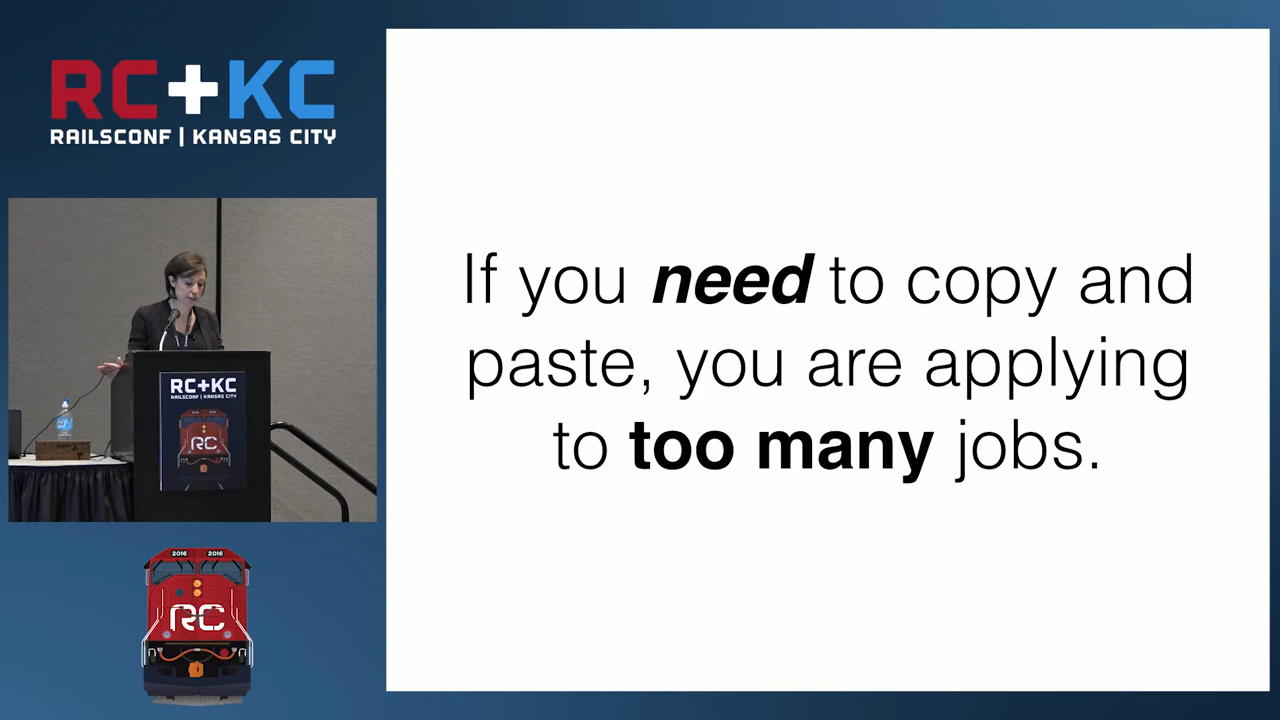 RC+KC
RAILSCONF | KANSAS CITY
If you need to copy and
paste, you are applying
to too many jobs.
RC+KC
RAILSCONF | KANSAS CITY
RC
2016 2016
RC